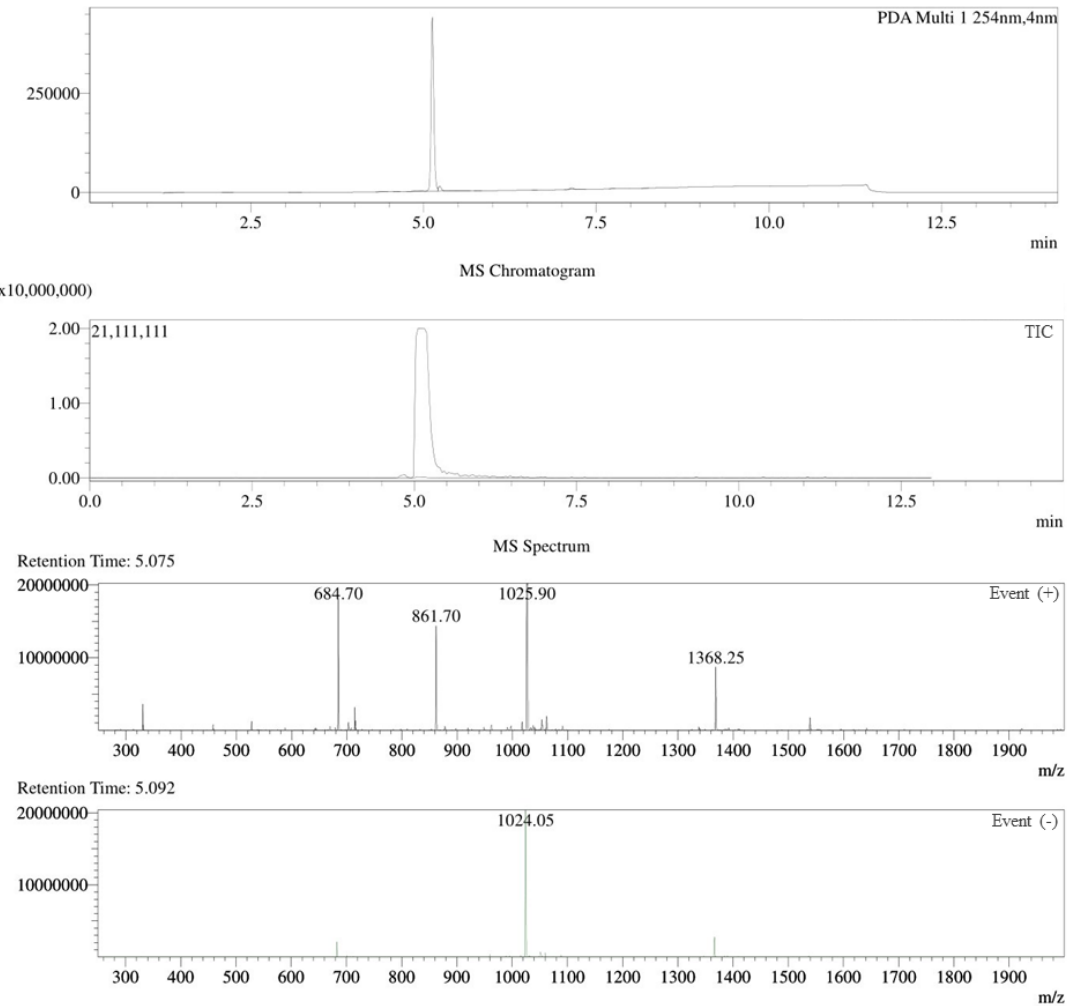 PDA Multi 1 254nm,4nm
250000
0
2.5 5.0 7.5 10.0 12.5
min
MS Chromatogram
x10,000,000)
2.00 21,111,111 TIC
1.00
0.00
0.0 2.5 5.0 7.5 10.0 12.5
min
MS Spectrum
Retention Time: 5.075
20000000 684.70 1025.90 Event (+)
861.70
10000000 1368.25
300 400 500 600 700 800 900 1000 1100 1200 1300 1400 1500 1600 1700 1800 1900
m/z
Retention Time: 5.092
20000000 1024.05 Event (-)
10000000
300 400 500 600 700 800 900 1000 1100 1200 1300 1400 1500 1600 1700 1800 1900
m/z